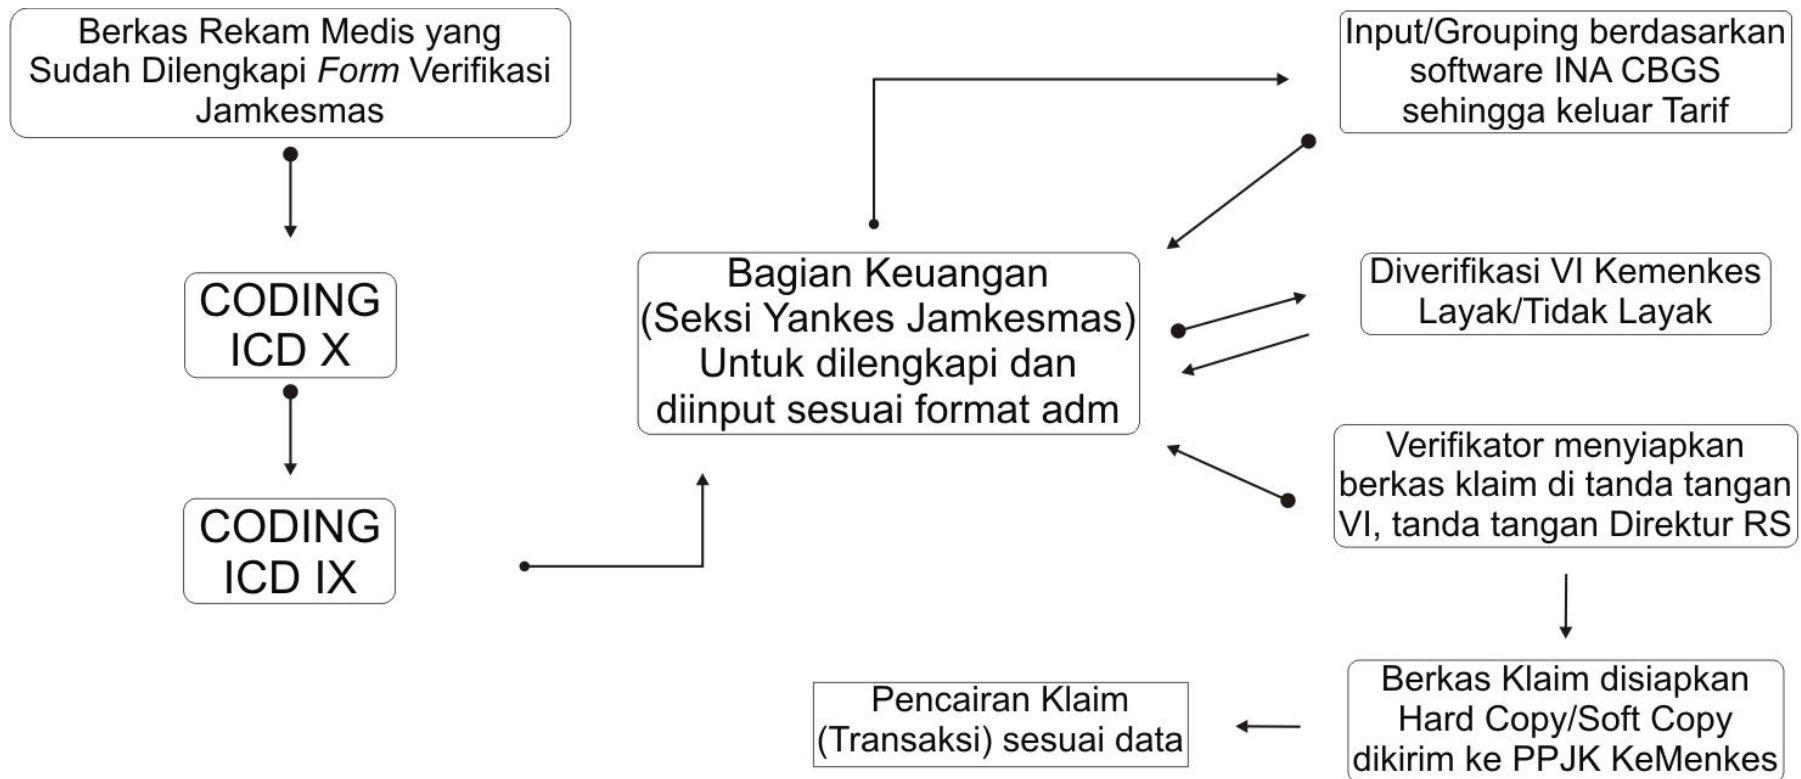 Berkas Rekam Medis yang
Sudah Dilengkapi Form Verifikasi
Jamkesmas
CODING
ICD X
CODING
ICD IX
Bagian Keuangan
(Seksi Yankes Jamkesmas)
Untuk dilengkapi dan
diinput sesuai format adm
Input/Grouping berdasarkan
software INA CBGS
sehingga keluar Tarif
Diverifikasi VI Kemenkes
Layak/Tidak Layak
Verifikator menyiapkan
berkas klaim di tanda tangan
VI, tanda tangan Direktur RS
Berkas Klaim disiapkan
Hard Copy/Soft Copy
dikirim ke PPJK KeMenkes
Pencairan Klaim
(Transaksi) sesuai data